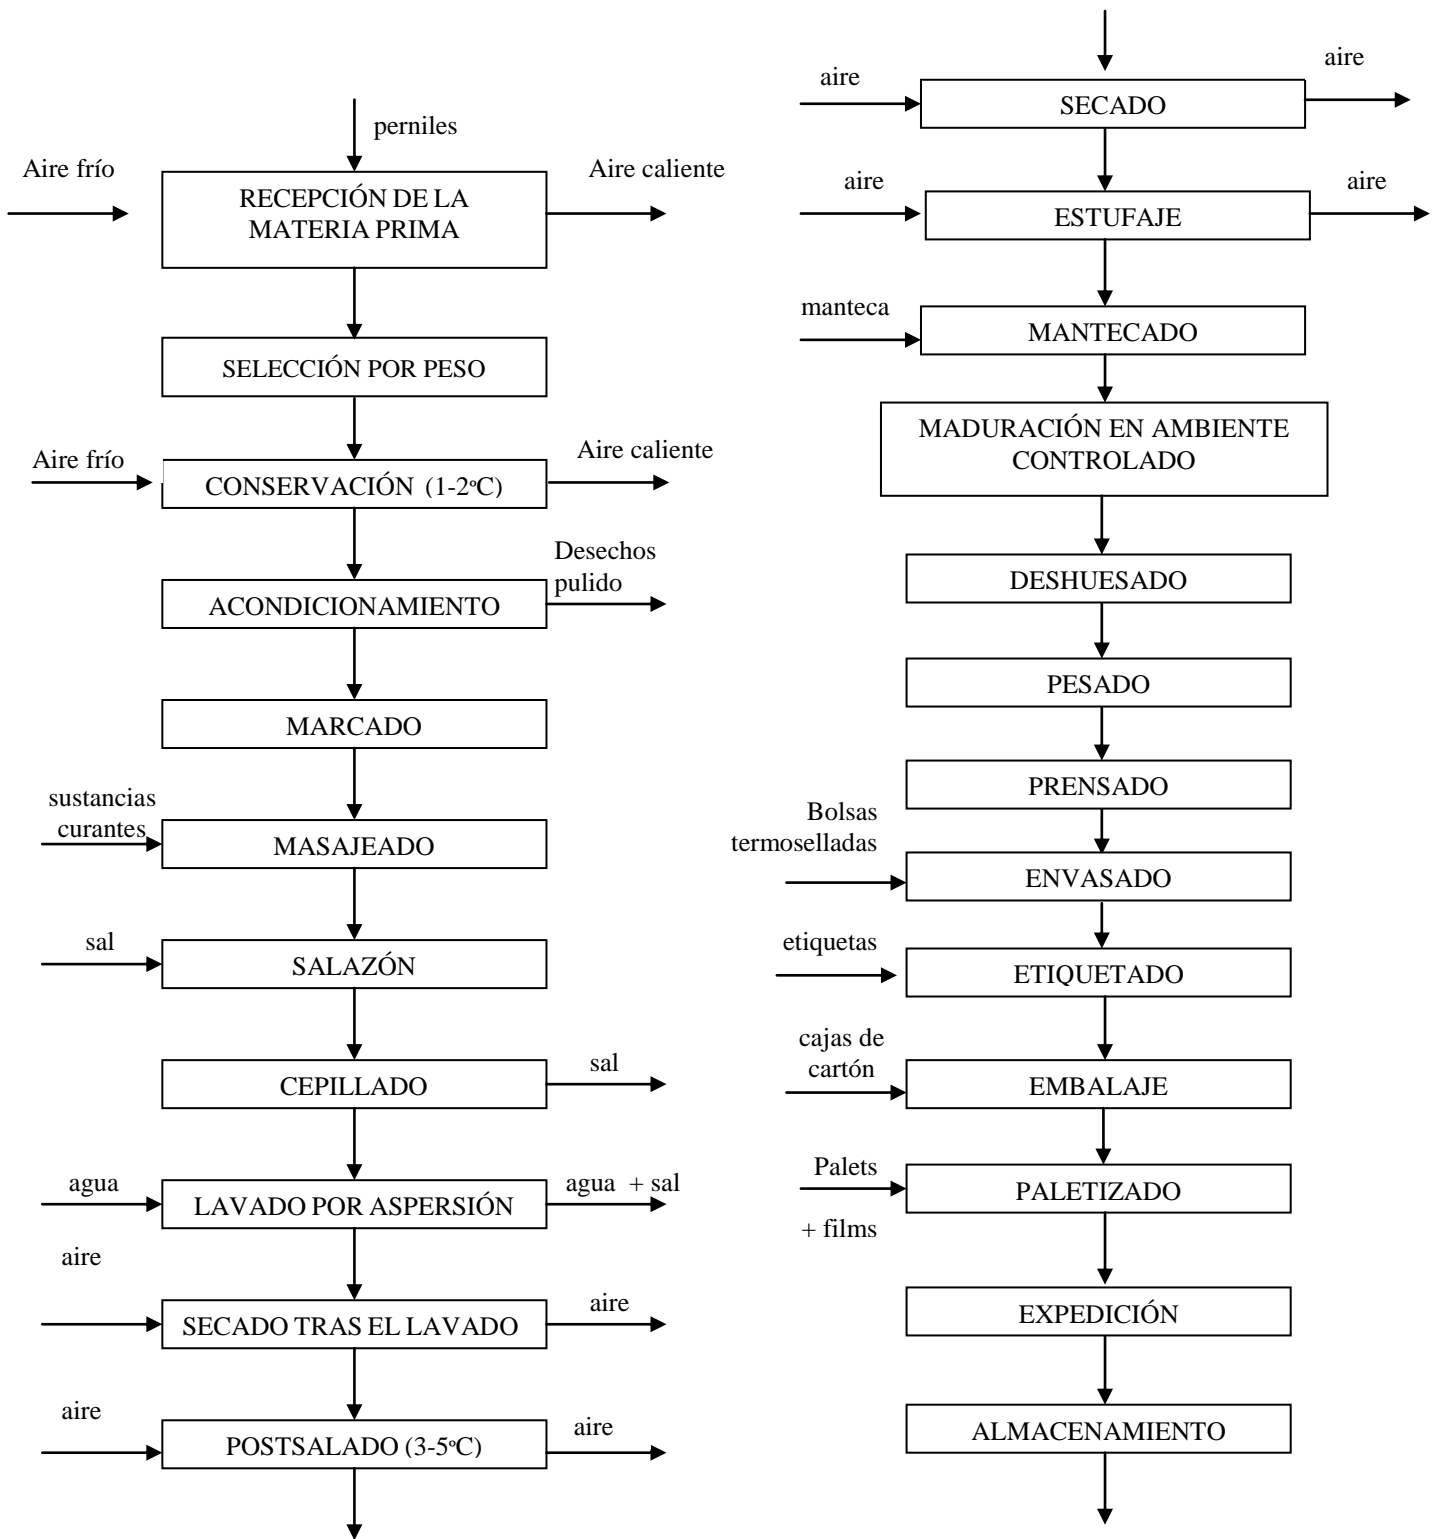 perniles
Aire frío
Aire caliente
RECEPCIÓN DE LA
MATERIA PRIMA
SELECCIÓN POR PESO
Aire frío
Aire caliente
CONSERVACIÓN (1-2ºC)
Desechos
pulido
ACONDICIONAMIENTO
MARCADO
sustancias
curantes
MASAJEADO
sal
SALAZÓN
CEPILLADO
sal
agua
LAVADO POR ASPERSIÓN
agua + sal
aire
SECADO TRAS EL LAVADO
aire
aire
POSTSALADO (3-5ºC)
aire
aire
SECADO
aire
aire
ESTUFAJE
aire
manteca
MANTECADO
MADURACIÓN EN AMBIENTE
CONTROLADO
DESHUESADO
PESADO
PRENSADO
Bolsas
termoselladas
ENVASADO
etiquetas
ETIQUETADO
cajas de
cartón
EMBALAJE
Palets
+ films
PALETIZADO
EXPEDICIÓN
ALMACENAMIENTO